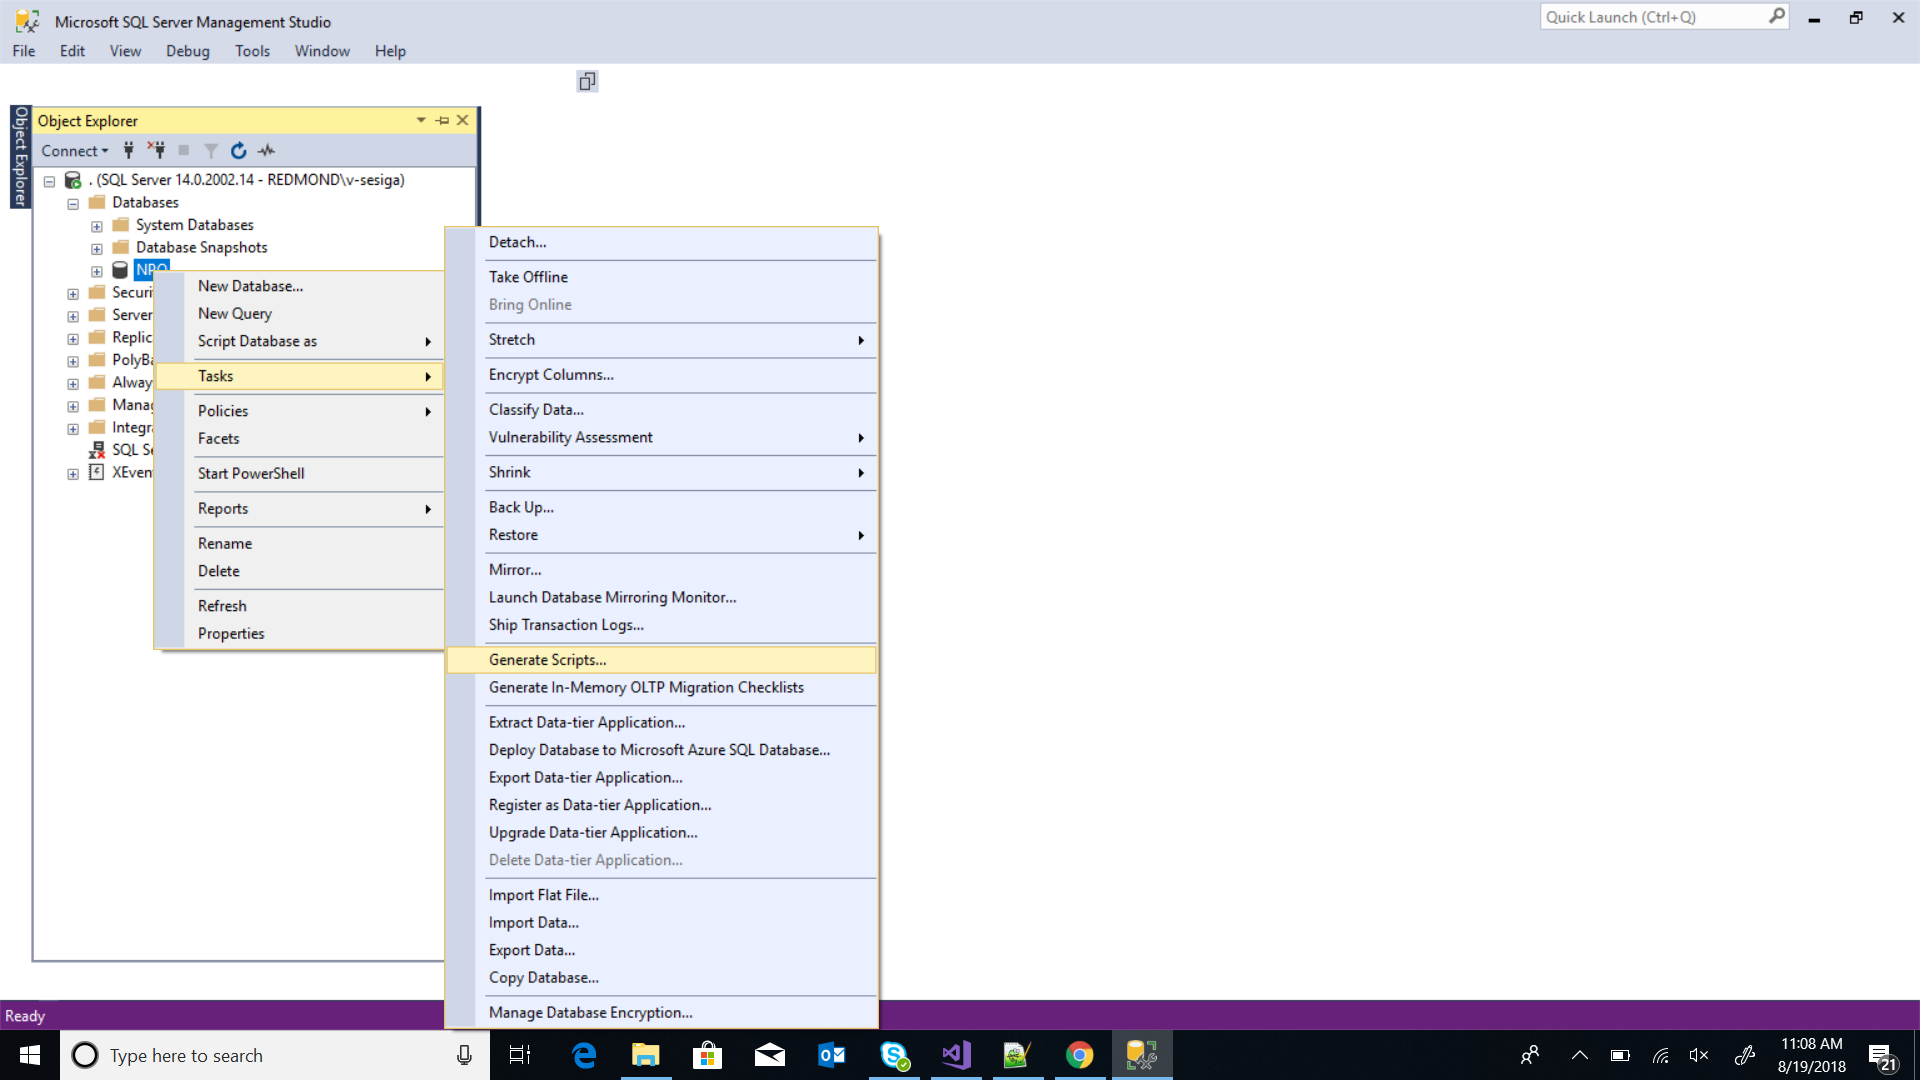 Microsoft SQL Server Management Studio
Quick Launch (Ctrl+Q)
File Edit View Debug Tools Window Help
Object Explorer
Object Explorer
Connect
. (SQL Server 14.0.2002.14 - REDMOND\v-sesiga)
Databases
System Databases
Database Snapshots
Securi
Server
Replic
PolyBa
Alway
Manag
Integra
SQL Se
XEven
New Database...
New Query
Script Database as
Tasks
Policies
Facets
Start PowerShell
Reports
Rename
Delete
Refresh
Properties
Detach...
Take Offline
Bring Online
Stretch
Encrypt Columns...
Classify Data...
Vulnerability Assessment
Shrink
Back Up...
Restore
Mirror...
Launch Database Mirroring Monitor...
Ship Transaction Logs...
Generate Scripts...
Generate In-Memory OLTP Migration Checklists
Extract Data-tier Application...
Deploy Database to Microsoft Azure SQL Database...
Export Data-tier Application...
Register as Data-tier Application...
Upgrade Data-tier Application...
Delete Data-tier Application...
Import Flat File...
Import Data...
Export Data...
Copy Database...
Manage Database Encryption...
Ready
Type here to search
11:08 AM
8/19/2018
21